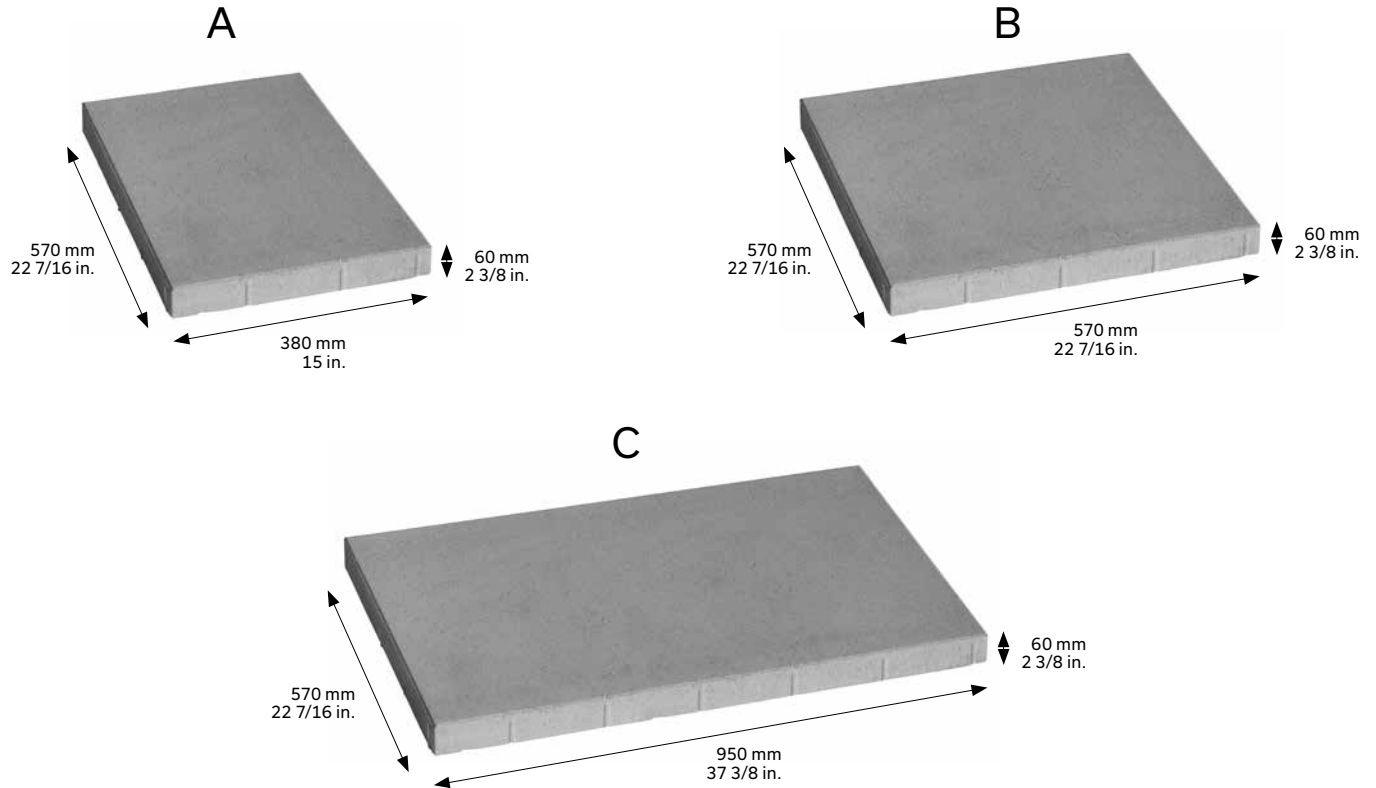 A
570 mm
22 7/16 in.
60 mm
2 3/8 in.
380 mm
15 in.
B
570 mm
22 7/16 in.
60 mm
2 3/8 in.
570 mm
22 7/16 in.
C
570 mm
22 7/16 in.
60 mm
2 3/8 in.
950 mm
37 3/8 in.